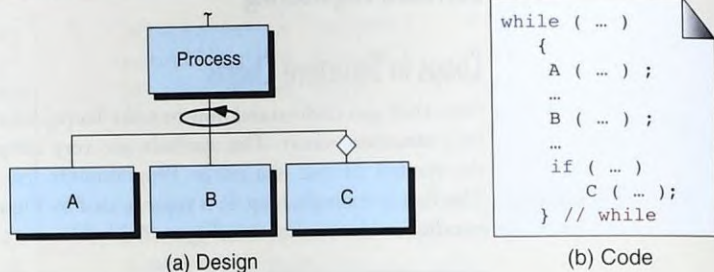 ~
Process
A
B
C
(a) Design
while ( … )
{
A ( … ) ;
…
B ( … ) ;
…
if ( … )
C ( … );
} // while
(b) Code